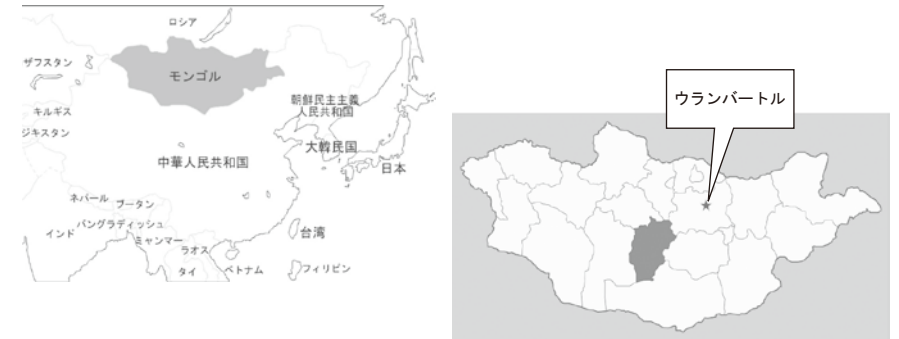 ロシア
ザフスタン
モンゴル
キルギス
ジキスタン
朝鮮民主主義
人民共和国
大韓民国
日本
中華人民共和国
ネパール
ブータン
インド
バングラディッシュ
ミャンマー
ラオス
台湾
タイ
ベトナム
フィリピン
ウランバートル